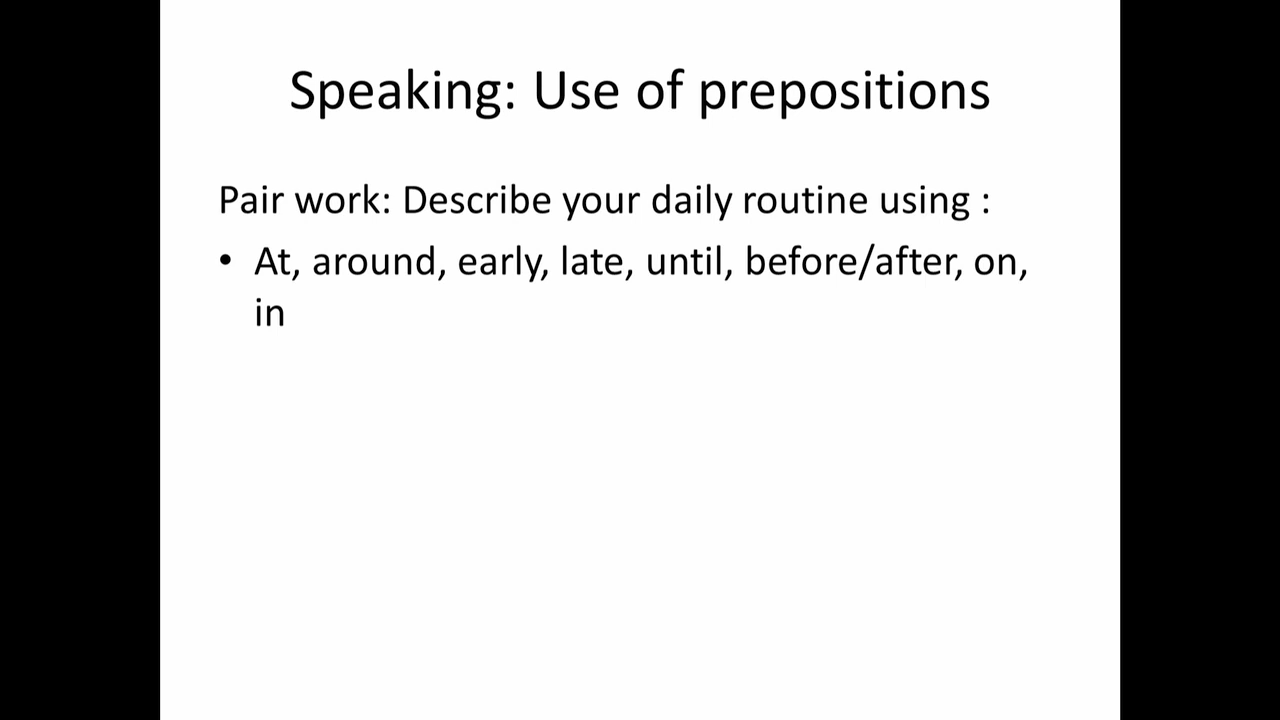 Speaking: Use of prepositions
Pair work: Describe your daily routine using :
• At, around, early, late, until, before/after, on,
in